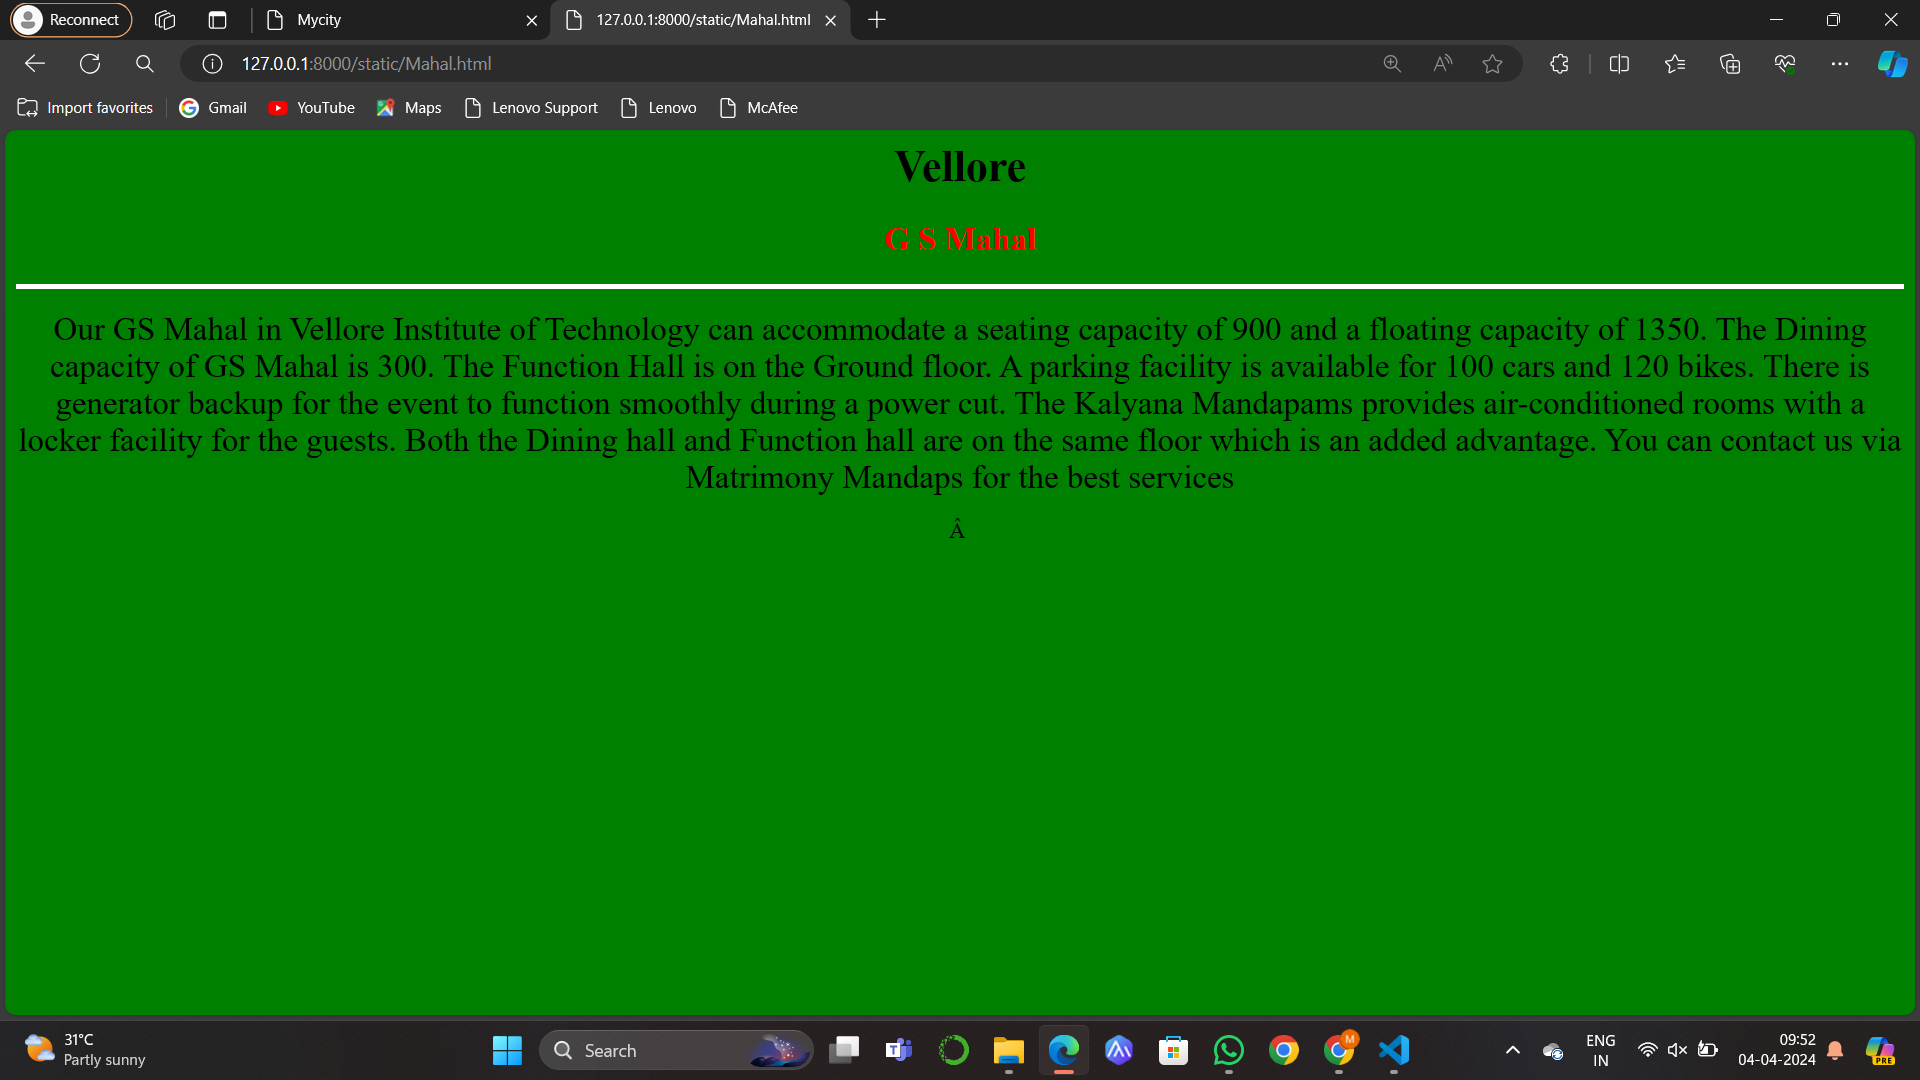 Reconnect
Mycity
127.0.0.1:8000/static/Mahal.html
127.0.0.1:8000/static/Mahal.html
Import favorites
Gmail
YouTube
Maps
Lenovo Support
Lenovo
McAfee
Vellore
G S Mahal
Our GS Mahal in Vellore Institute of Technology can accommodate a seating capacity of 900 and a floating capacity of 1350. The Dining
capacity of GS Mahal is 300. The Function Hall is on the Ground floor. A parking facility is available for 100 cars and 120 bikes. There is
generator backup for the event to function smoothly during a power cut. The Kalyana Mandapams provides air-conditioned rooms with a
locker facility for the guests. Both the Dining hall and Function hall are on the same floor which is an added advantage. You can contact us via
Matrimony Mandaps for the best services
Â
31°C
Partly sunny
Search
M
ENG
IN
09:52
04-04-2024
PRE